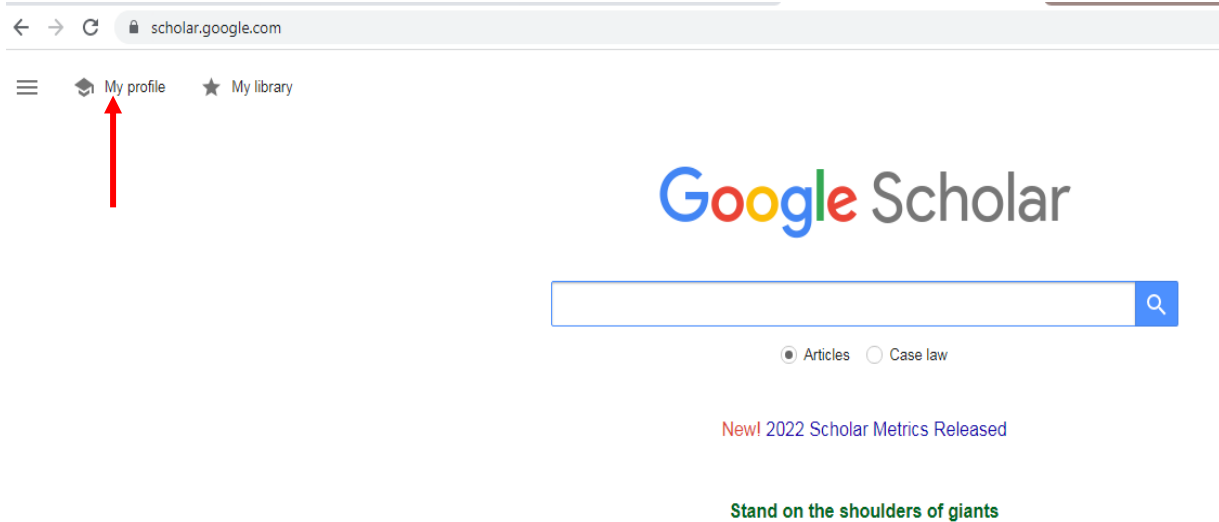 scholar.google.com
My profile My library
Google Scholar
Articles Case law
New! 2022 Scholar Metrics Released
Stand on the shoulders of giants